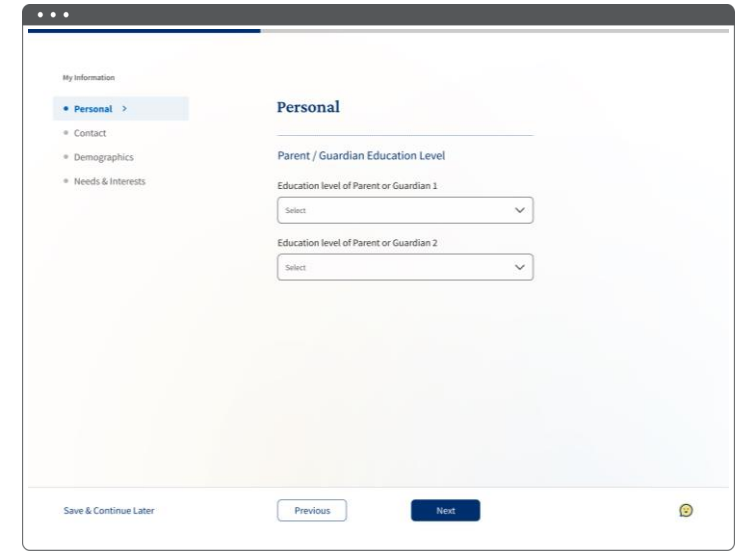 My Information
Personal
Contact
Demographics
Needs & Interests
Personal
Parent / Guardian Education Level
Education level of Parent or Guardian 1
Select
Education level of Parent or Guardian 2
Select
Save & Continue Later
Previous
Next